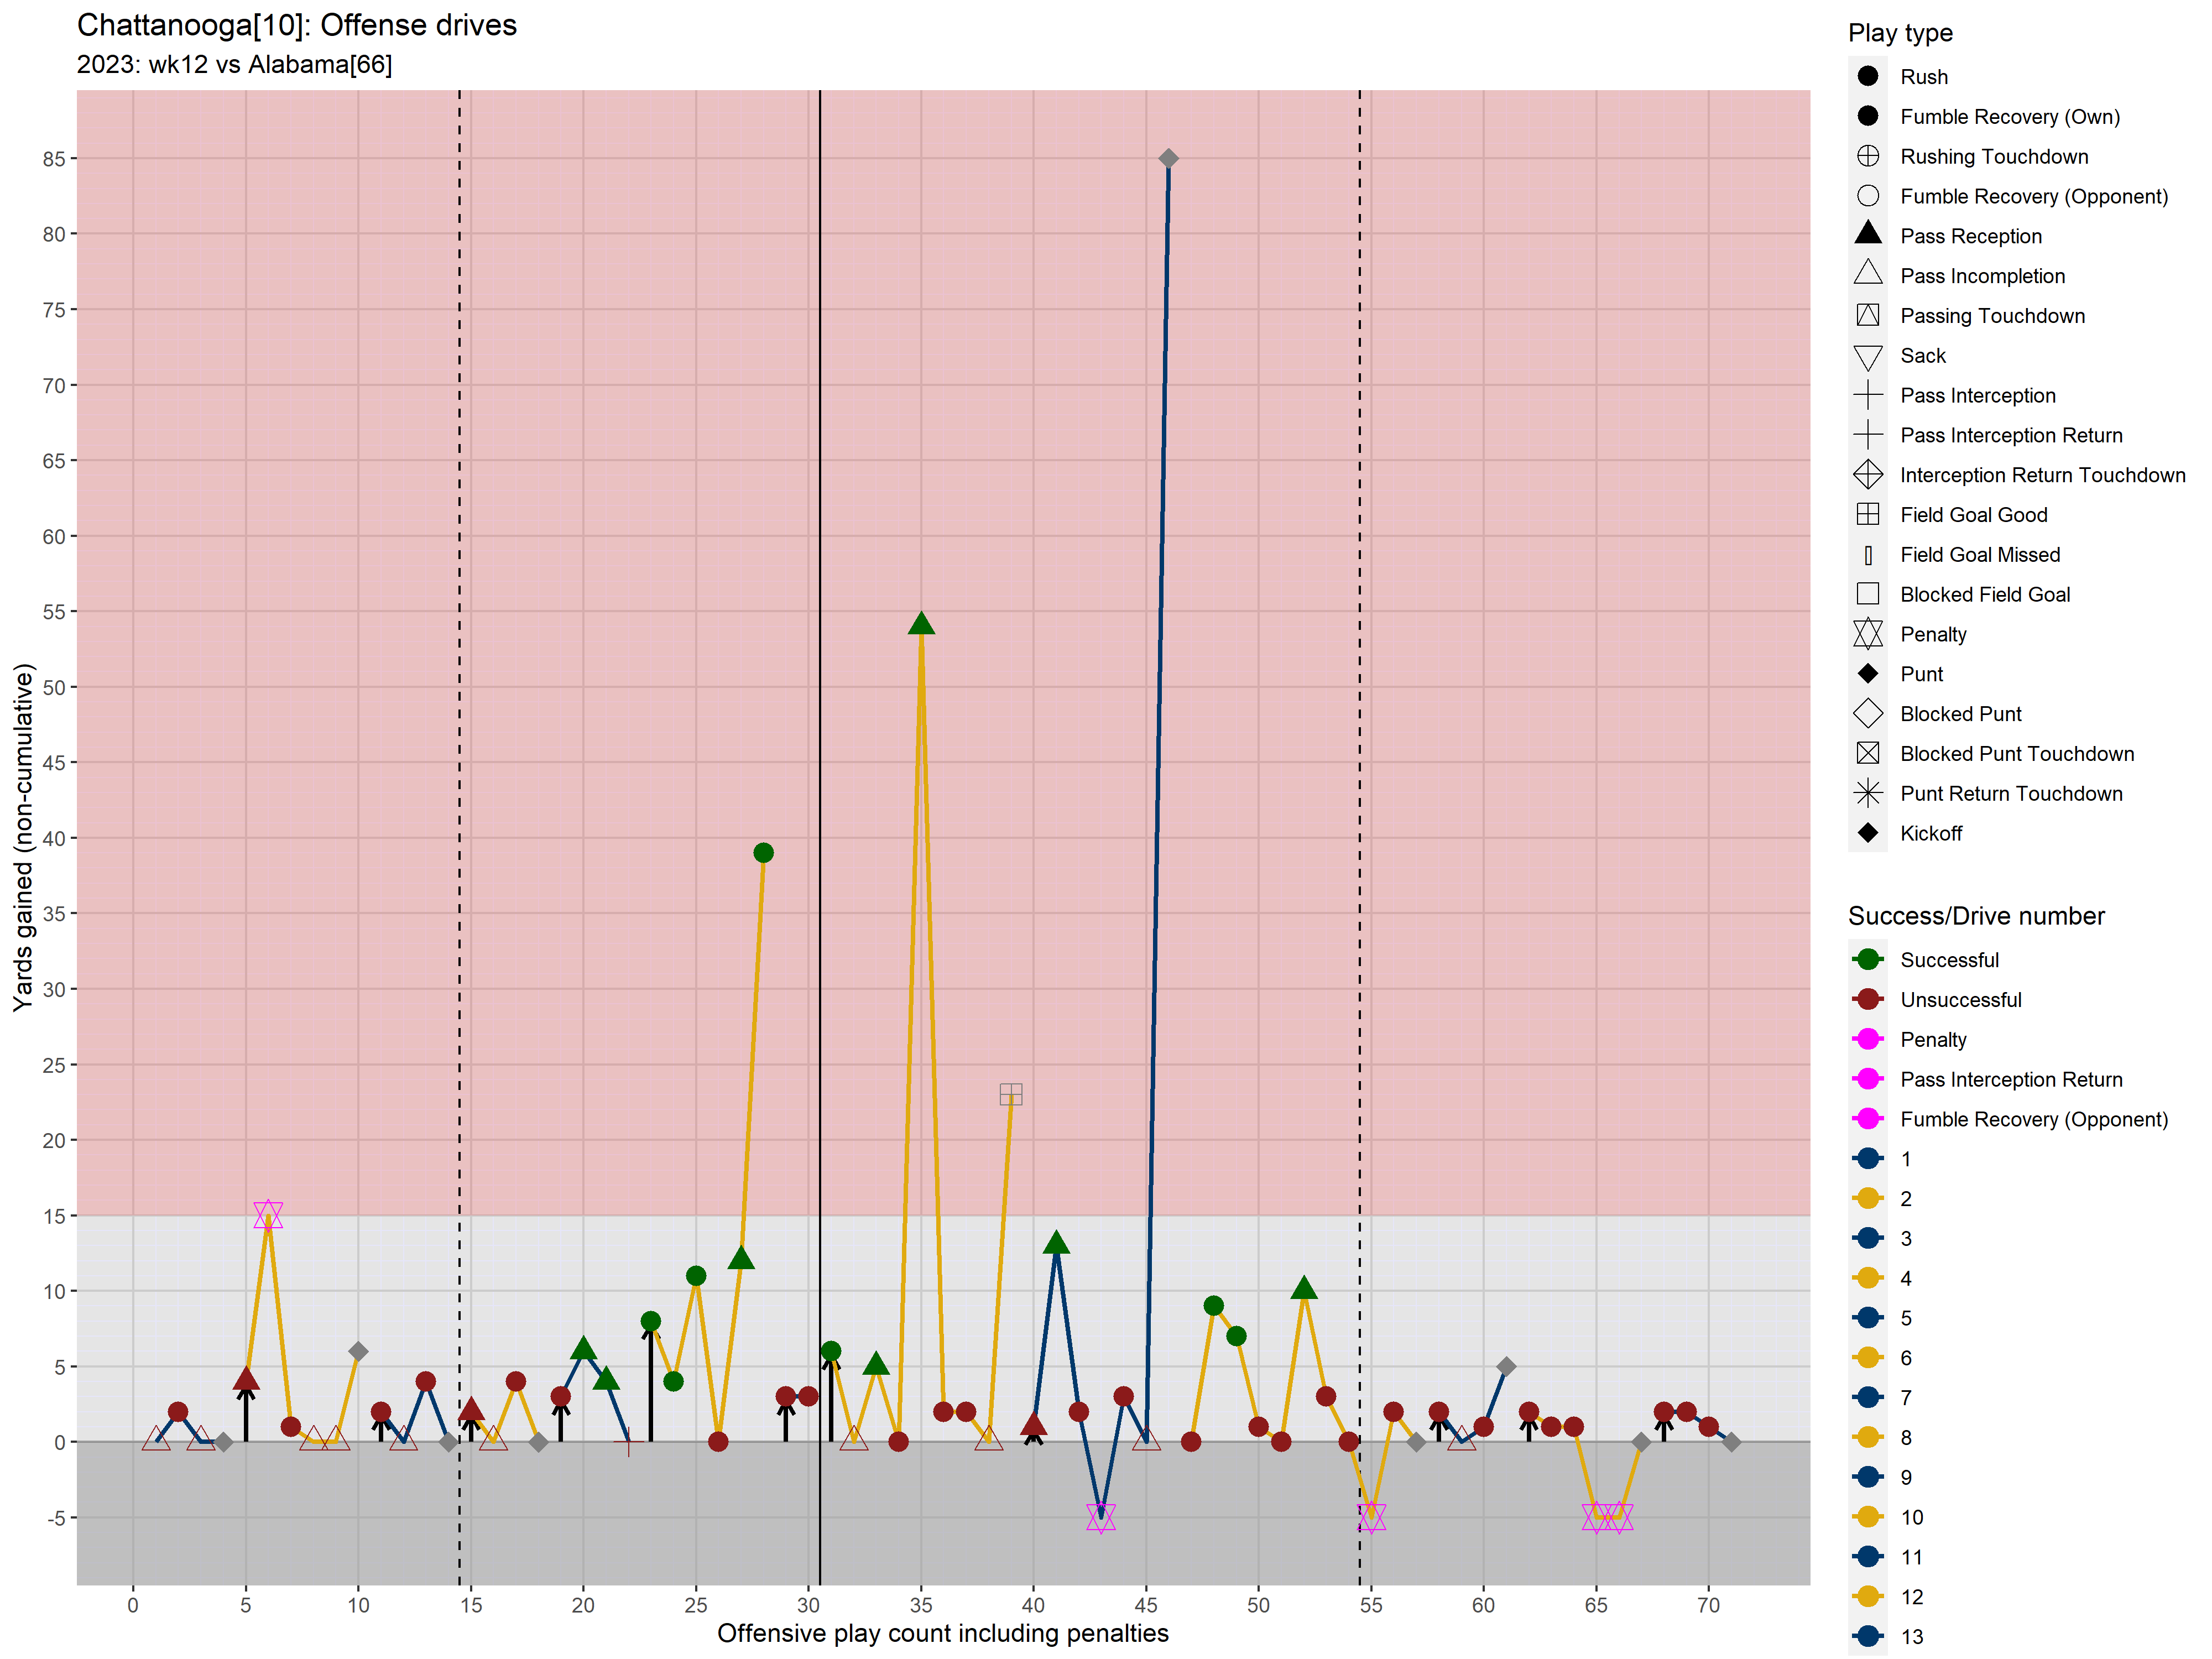 Chattanooga[10]: Offense drives
2023: wk12 vs Alabama[66]
Yards gained (non-cumulative)
85
80
75
70
65
60
55
50
45
40
35
30
25
20
15
10
5
0
-5
0 5 10 15 20 25 30 35 40 45 50 55 60 65 70
Offensive play count including penalties
Play type
Rush
Fumble Recovery (Own)
Rushing Touchdown
Fumble Recovery (Opponent)
Pass Reception
Pass Incompletion
Passing Touchdown
Sack
Pass Interception
Pass Interception Return
Interception Return Touchdown
Field Goal Good
Field Goal Missed
Blocked Field Goal
Penalty
Punt
Blocked Punt
Blocked Punt Touchdown
Punt Return Touchdown
Kickoff
Success/Drive number
Successful
Unsuccessful
Penalty
Pass Interception Return
Fumble Recovery (Opponent)
1
2
3
4
5
6
7
8
9
10
11
12
13